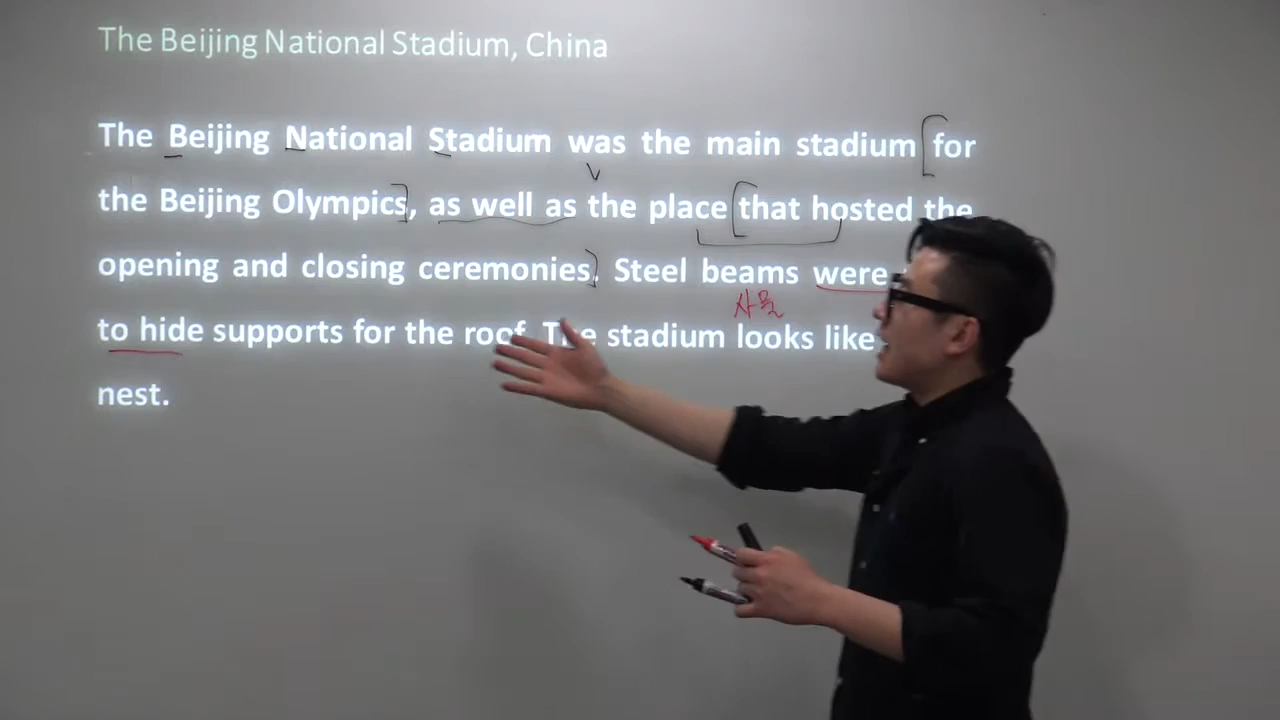 The Beijing National Stadium, China
The Beijing National Stadium was the main stadium for
the Beijing Olympics, as well as the place that hosted the
opening and closing ceremonies. Steel beams were
사물
to hide supports for the roof. The stadium looks like
nest.